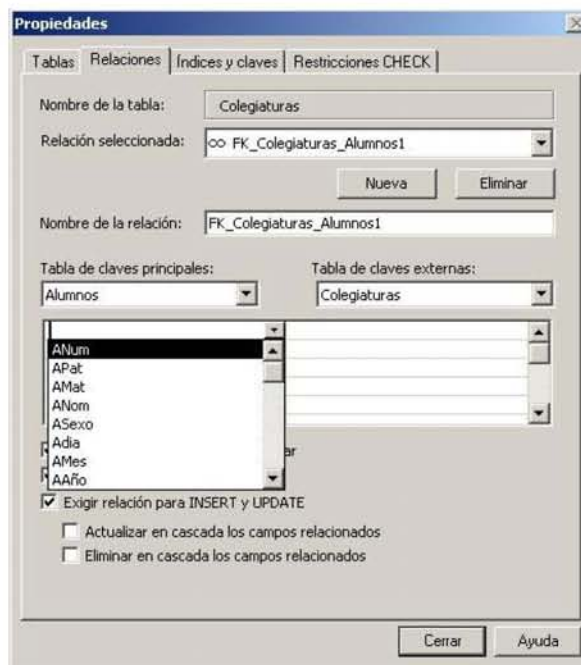 Propiedades
Tablas Relaciones Índices y claves Restricciones CHECK
Nombre de la tabla: Colegiaturas
Relación seleccionada: FK_Colegiaturas_Alumnos1
Nueva Eliminar
Nombre de la relación: FK_Colegiaturas_Alumnos1
Tabla de claves principales: Tabla de claves externas:
Alumnos Colegiaturas
ANum
APat
AMat
ANom
ASexo
Adia
AMes
AAño
Exigir relación para INSERT y UPDATE
Actualizar en cascada los campos relacionados
Eliminar en cascada los campos relacionados
Cerrar Ayuda